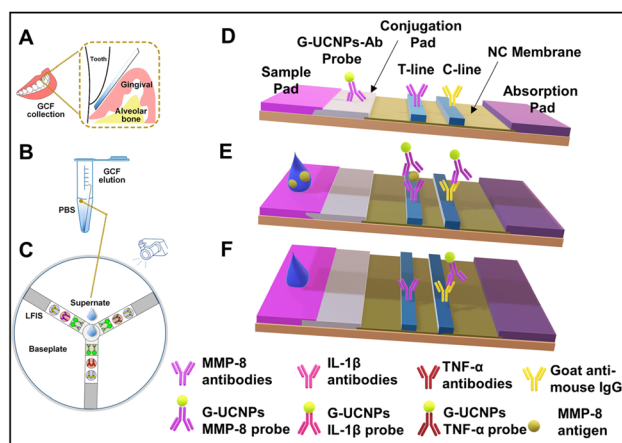 A
Tooth
GCF
collection
Gingival
Alveolar
bone
B
GCF
elution
PBS
C
Supernate
LFIS
Baseplate
D
Conjugation
Pad
G-UCNPs-Ab
Probe
NC Membrane
Sample
Pad
T-line
C-line
Absorption
Pad
E
F
MMP-8
antibodies
IL-1β
antibodies
TNF-α
antibodies
Goat anti-
mouse IgG
G-UCNPs
MMP-8 probe
G-UCNPs
IL-1β probe
G-UCNPs
TNF-α probe
MMP-8
antigen